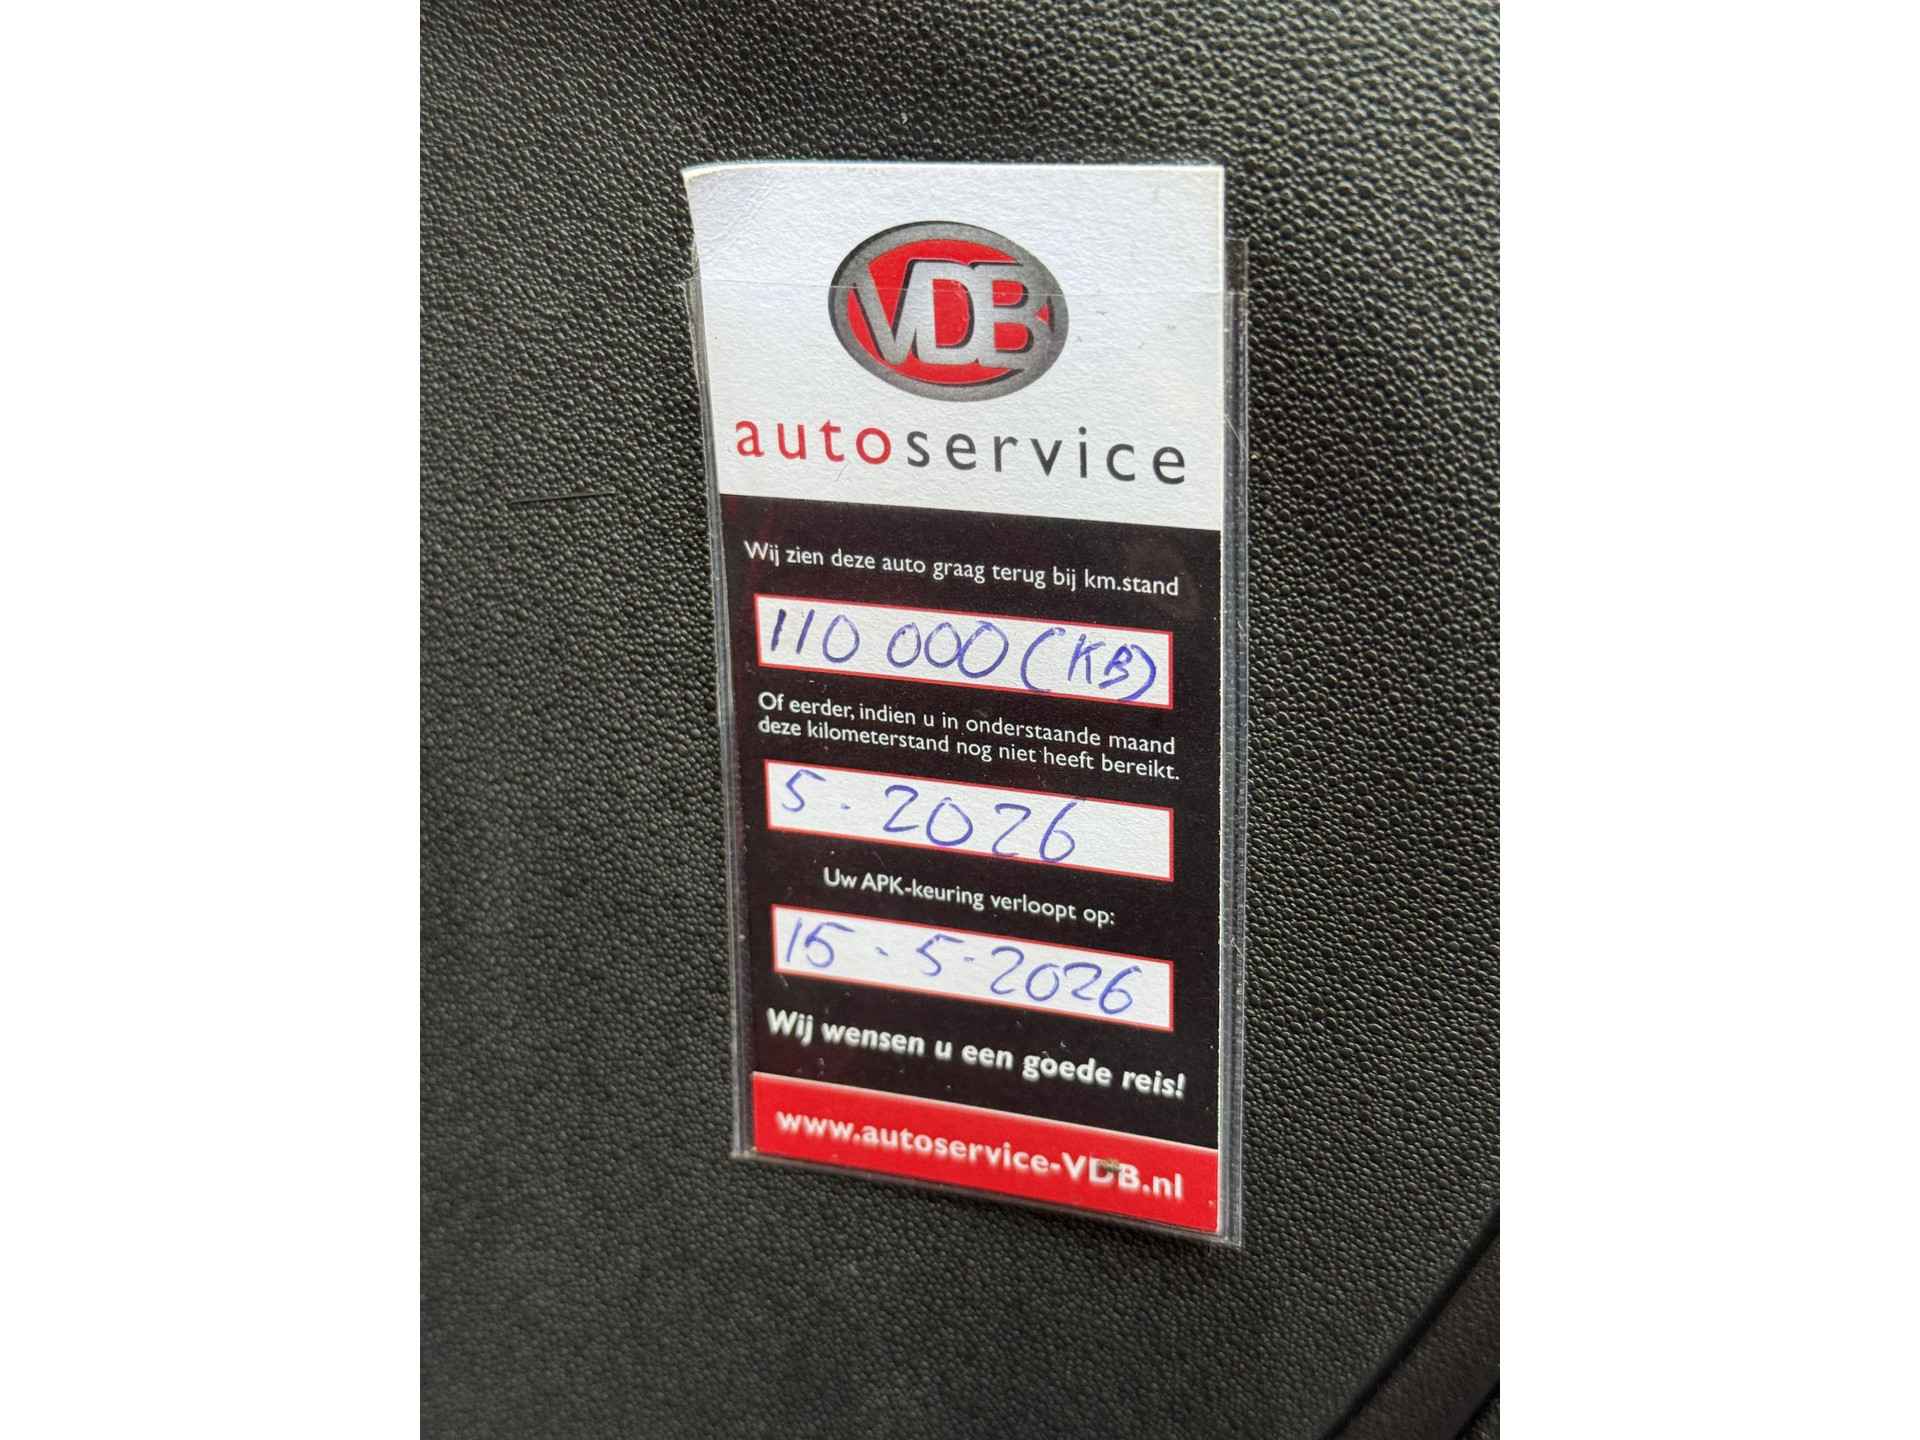 VDB
autoservice
Wij zien deze auto graag terug bij km.stand
110 000 (KB)
Of eerder, indien u in onderstaande maand
deze kilometerstand nog niet heeft bereikt.
5-2026
Uw APK-keuring verloopt op:
15-5-2026
Wij wensen u een goede reis!
www.autoservice-VDB.nl